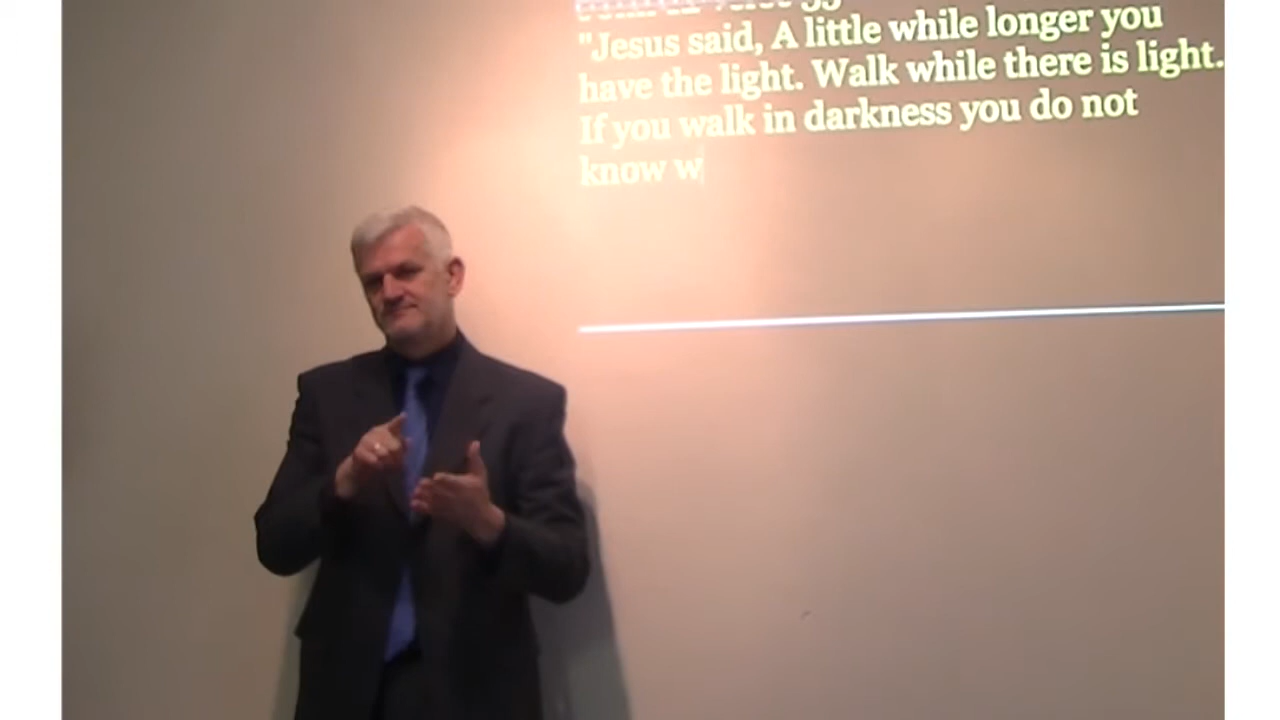 "Jesus said, A little while longer you
have the light. Walk while there is light.
If you walk in darkness you do not
know w